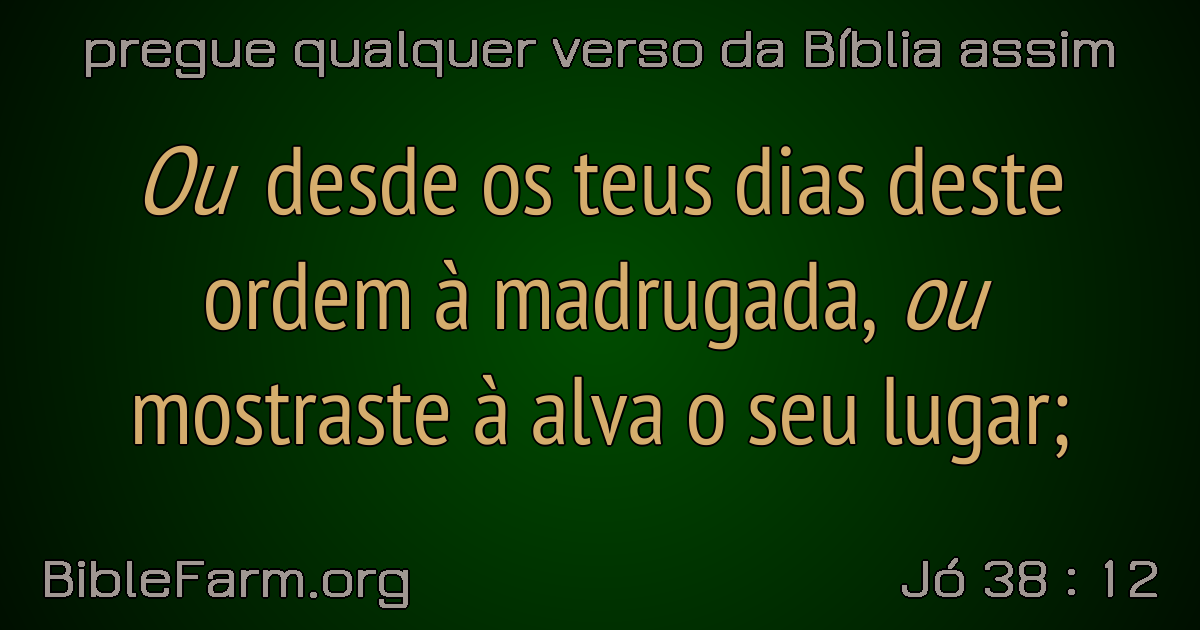 pregue qualquer verso da Bíblia assim
Ou desde os teus dias deste
ordem à madrugada, ou
mostraste à alva o seu lugar;
BibleFarm.org
Jó 38 : 12